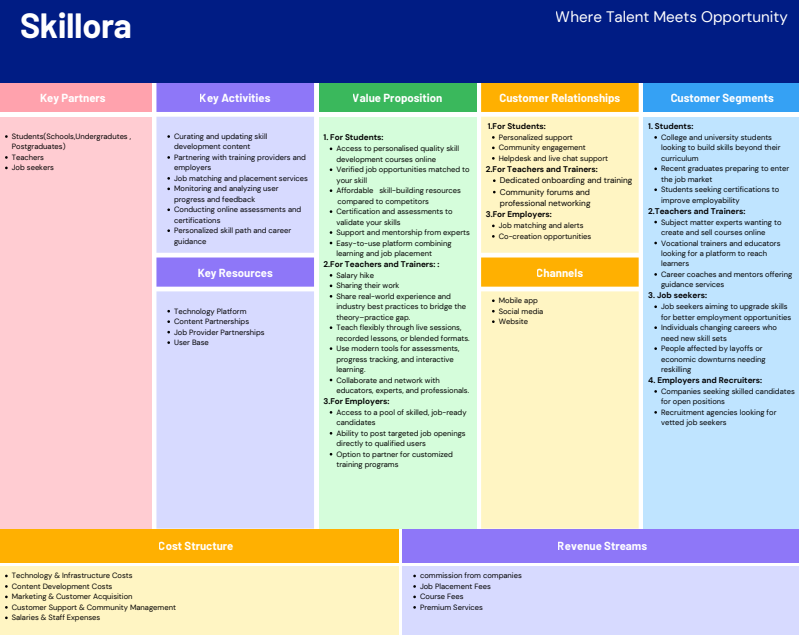 Skillora
Where Talent Meets Opportunity
Key Partners
• Students(Schools,Undergradutes ,
Postgraduates)
• Teachers
• Job seekers
Key Activities
• Curating and updating skill
development content
• Partnering with training providers and
employers
• Job matching and placement services
• Monitoring and analyzing user
progress and feedback
• Conducting online assessments and
certifications
• Personalized skill path and career
guidance
Key Resources
• Technology Platform
• Content Partnerships
• Job Provider Partnerships
• User Base
Value Proposition
1. For Students:
• Access to personalised quality skill
development courses online
• Verified job opportunities matched to
your skill
• Affordable skill-building resources
compared to competitors
• Certification and assessments to
validate your skills
• Support and mentorship from experts
• Easy-to-use platform combining
learning and job placement
2.For Teachers and Trainers: :
• Salary hike
• Sharing their work
• Share real-world experience and
industry best practices to bridge the
theory–practice gap.
• Teach flexibly through live sessions,
recorded lessons, or blended formats.
• Use modern tools for assessments,
progress tracking, and interactive
learning.
• Collaborate and network with
educators, experts, and professionals.
3.For Employers:
• Access to a pool of skilled, job-ready
candidates
• Ability to post targeted job openings
directly to qualified users
• Option to partner for customized
training programs
Customer Relationships
1.For Students:
• Personalized support
• Community engagement
• Helpdesk and live chat support
2.For Teachers and Trainers:
• Dedicated onboarding and training
• Community forums and
professional networking
3.For Employers:
• Job matching and alerts
• Co-creation opportunities
Channels
• Mobile app
• Social media
• Website
Customer Segments
1. Students:
• College and university students
looking to build skills beyond their
curriculum
• Recent graduates preparing to enter
the job market
• Students seeking certifications to
improve employability
2.Teachers and Trainers:
• Subject matter experts wanting to
create and sell courses online
• Vocational trainers and educators
looking for a platform to reach
learners
• Career coaches and mentors offering
guidance services
3. Job seekers:
• Job seekers aiming to upgrade skills
for better employment opportunities
• Individuals changing careers who
need new skill sets
• People affected by layoffs or
economic downturns needing
reskilling
4. Employers and Recruiters:
• Companies seeking skilled candidates
for open positions
• Recruitment agencies looking for
vetted job seekers
Cost Structure
• Technology & Infrastructure Costs
• Content Development Costs
• Marketing & Customer Acquisition
• Customer Support & Community Management
• Salaries & Staff Expenses
Revenue Streams
• commission from companies
• Job Placement Fees
• Course Fees
• Premium Services